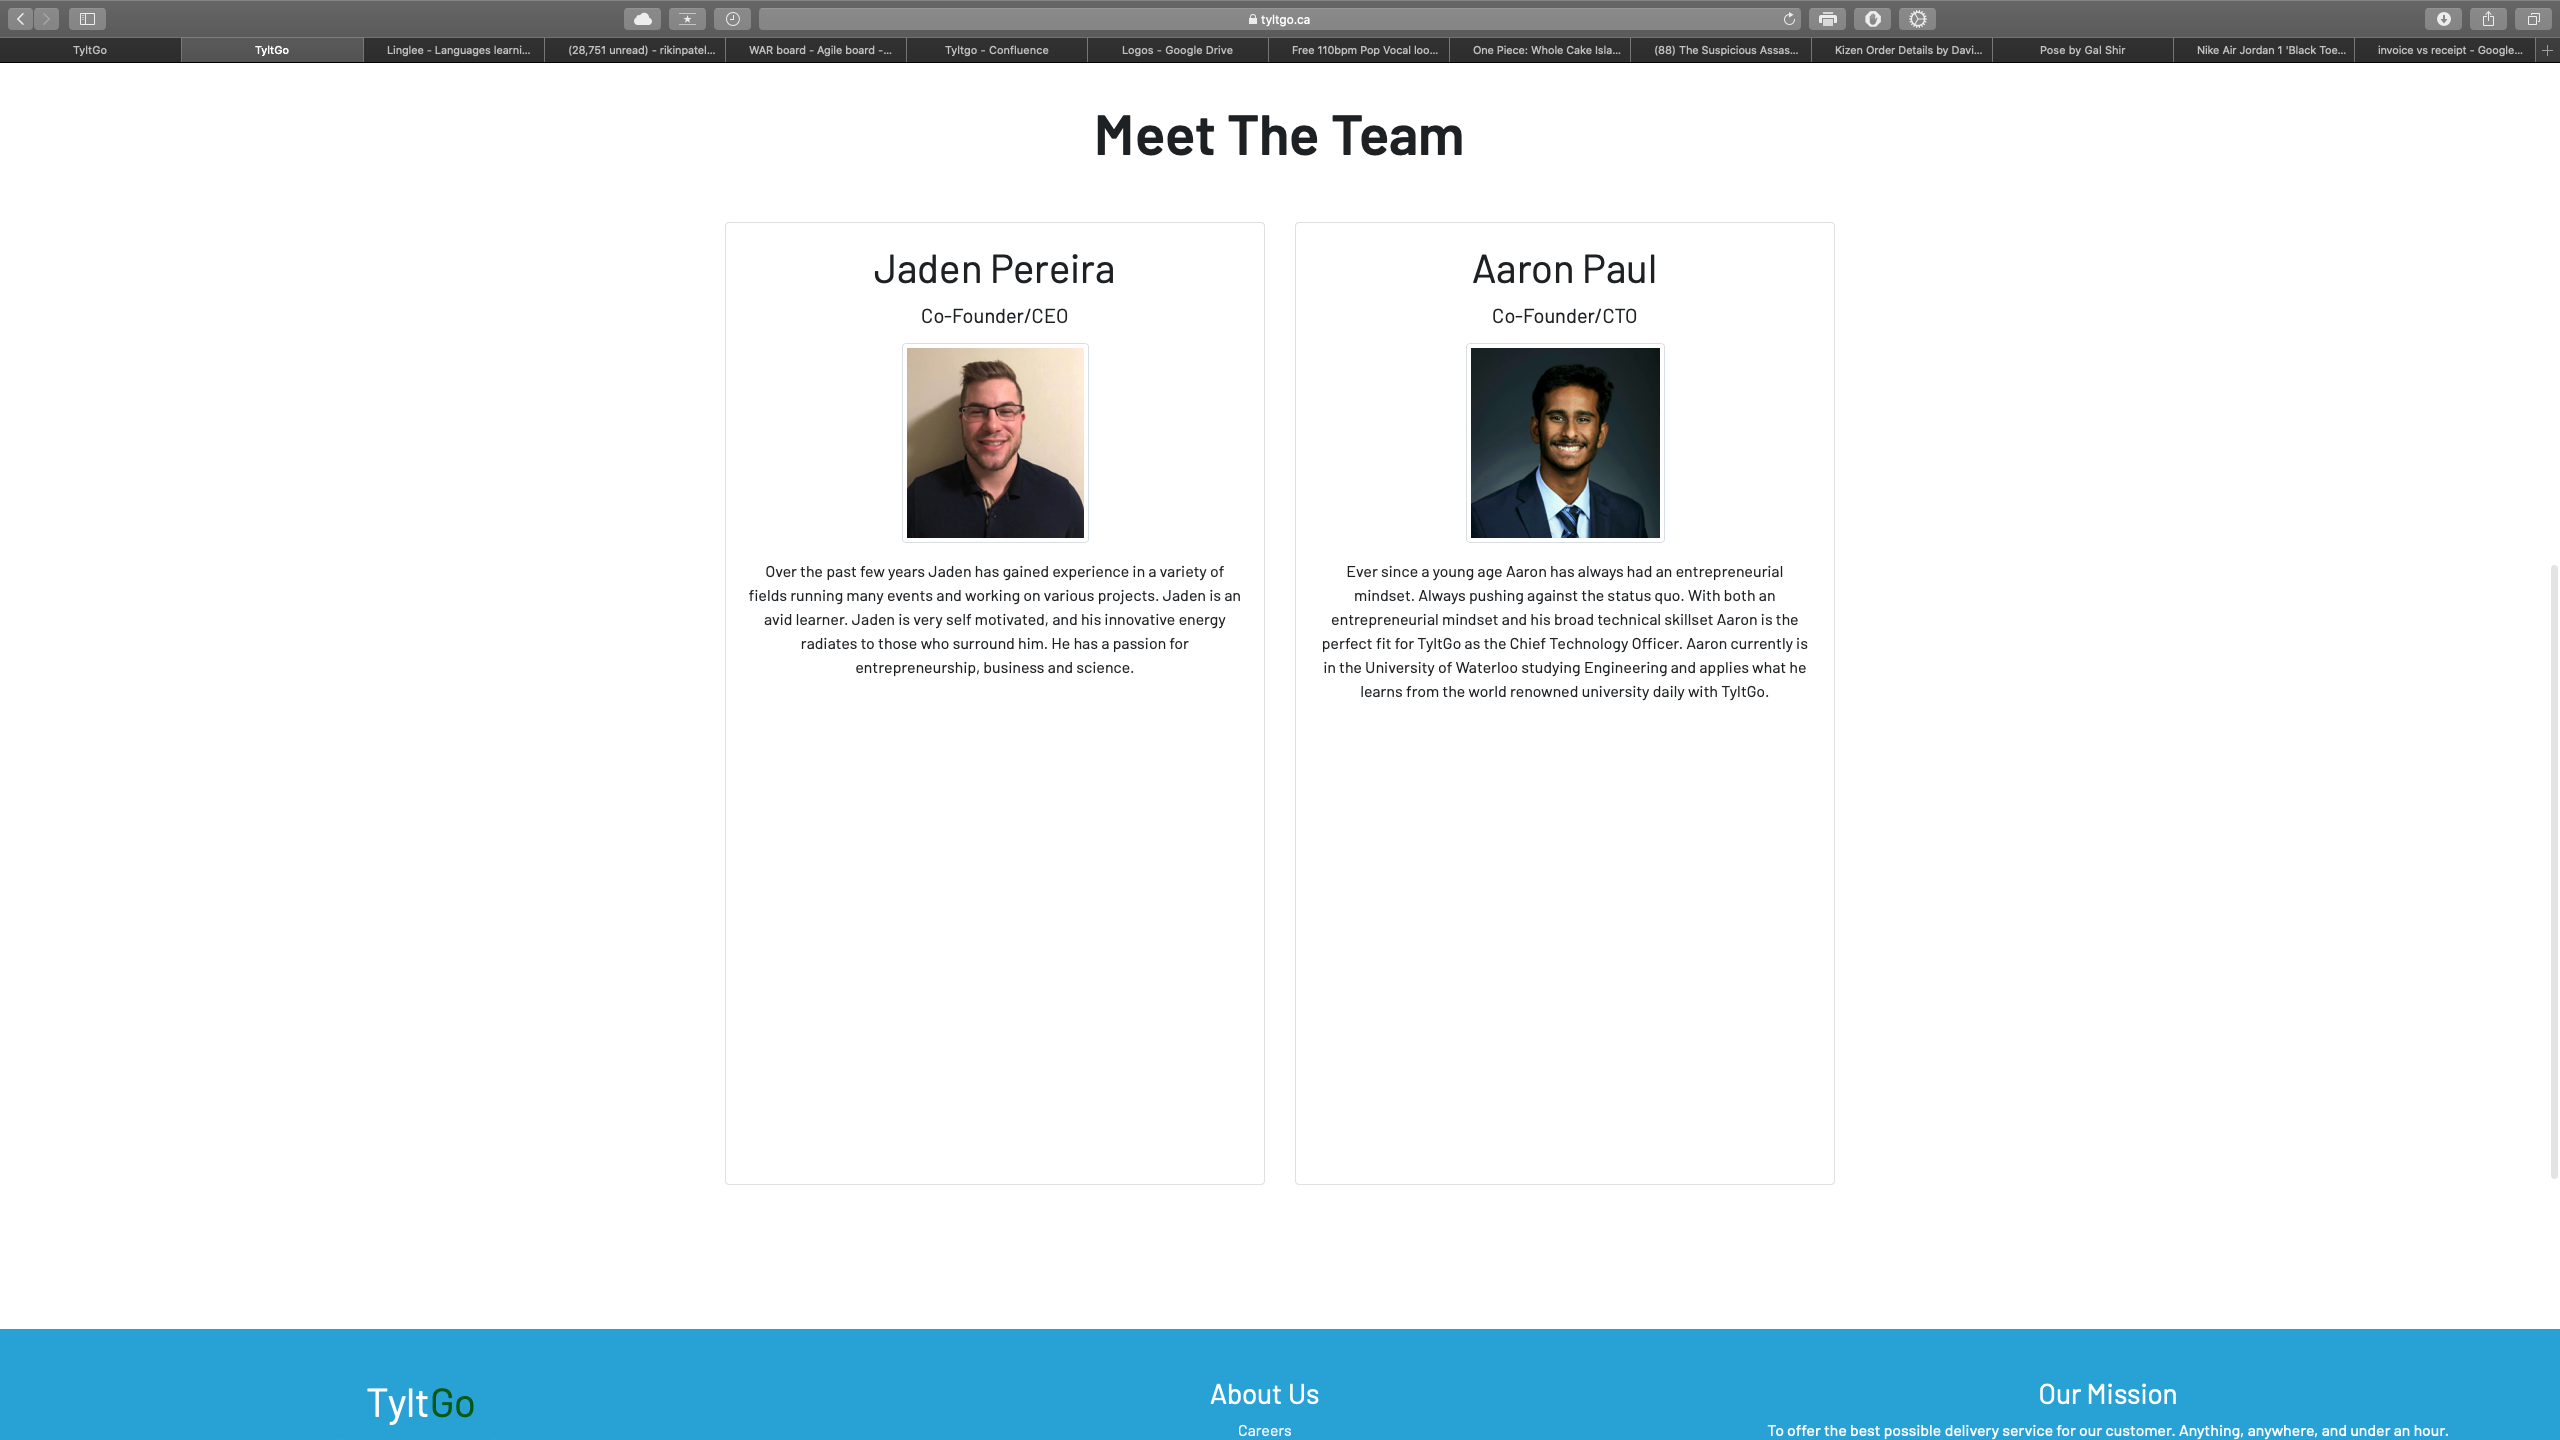 tyltgo.ca
TyltGo
TyltGo
Linglee - Languages learni...
(28,751 unread) - rikinpatel...
WAR board - Agile board -...
Tyltgo - Confluence
Logos - Google Drive
Free 110bpm Pop Vocal loo...
One Piece: Whole Cake Isla...
(88) The Suspicious Assas...
Kizen Order Details by Davi...
Pose by Gal Shir
Nike Air Jordan 1 'Black Toe...
invoice vs receipt - Google...
Meet The Team
Jaden Pereira
Co-Founder/CEO
Over the past few years Jaden has gained experience in a variety of
fields running many events and working on various projects. Jaden is an
avid learner. Jaden is very self motivated, and his innovative energy
radiates to those who surround him. He has a passion for
entrepreneurship, business and science.
Aaron Paul
Co-Founder/CTO
Ever since a young age Aaron has always had an entrepreneurial
mindset. Always pushing against the status quo. With both an
entrepreneurial mindset and his broad technical skillset Aaron is the
perfect fit for TyltGo as the Chief Technology Officer. Aaron currently is
in the University of Waterloo studying Engineering and applies what he
learns from the world renowned university daily with TyltGo.
TyltGo
About Us
Careers
Our Mission
To offer the best possible delivery service for our customer. Anything, anywhere, and under an hour.